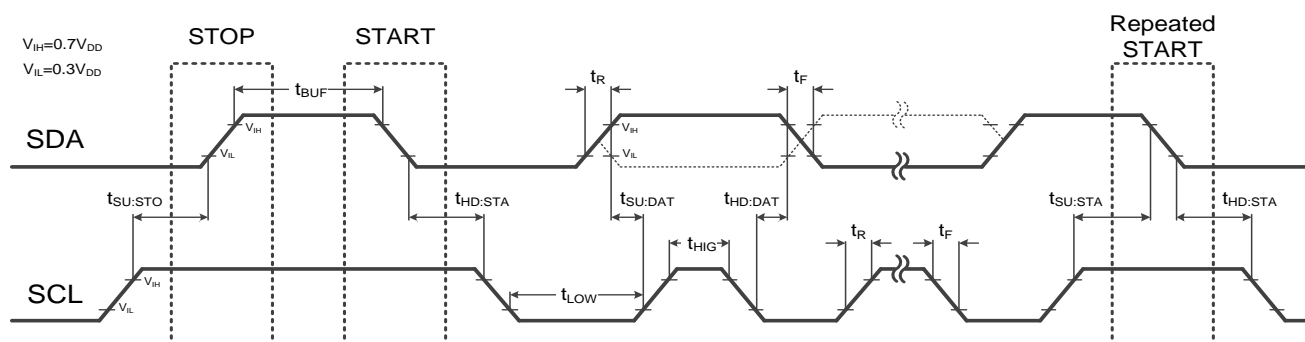 VIH=0.7VDD
VIL=0.3VDD
STOP
START
Repeated
START
tBUF
tR
tF
SDA
VIH
VIL
VIH
VIL
tSU:STO
tHD:STA
tSU:DAT
tHD:DAT
tSU:STA
tHD:STA
tHIG
tR
tF
SCL
VIH
VIL
tLOW